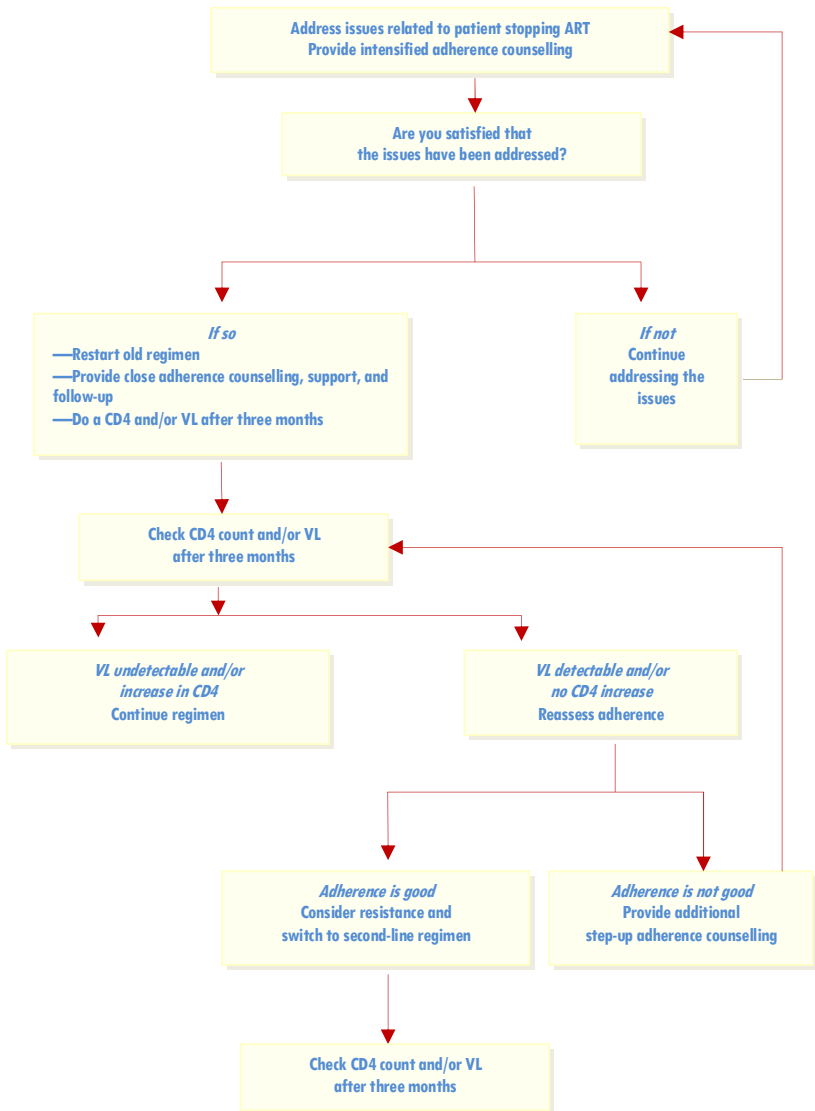 Address issues related to patient stopping ART
Provide intensified adherence counselling
Are you satisfied that
the issues have been addressed?
If so
—Restart old regimen
—Provide close adherence counselling, support, and
follow-up
—Do a CD4 and/or VL after three months
If not
Continue
addressing the
issues
Check CD4 count and/or VL
after three months
VL undetectable and/or
increase in CD4
Continue regimen
VL detectable and/or
no CD4 increase
Reassess adherence
Adherence is good
Consider resistance and
switch to second-line regimen
Adherence is not good
Provide additional
step-up adherence counselling
Check CD4 count and/or VL
after three months